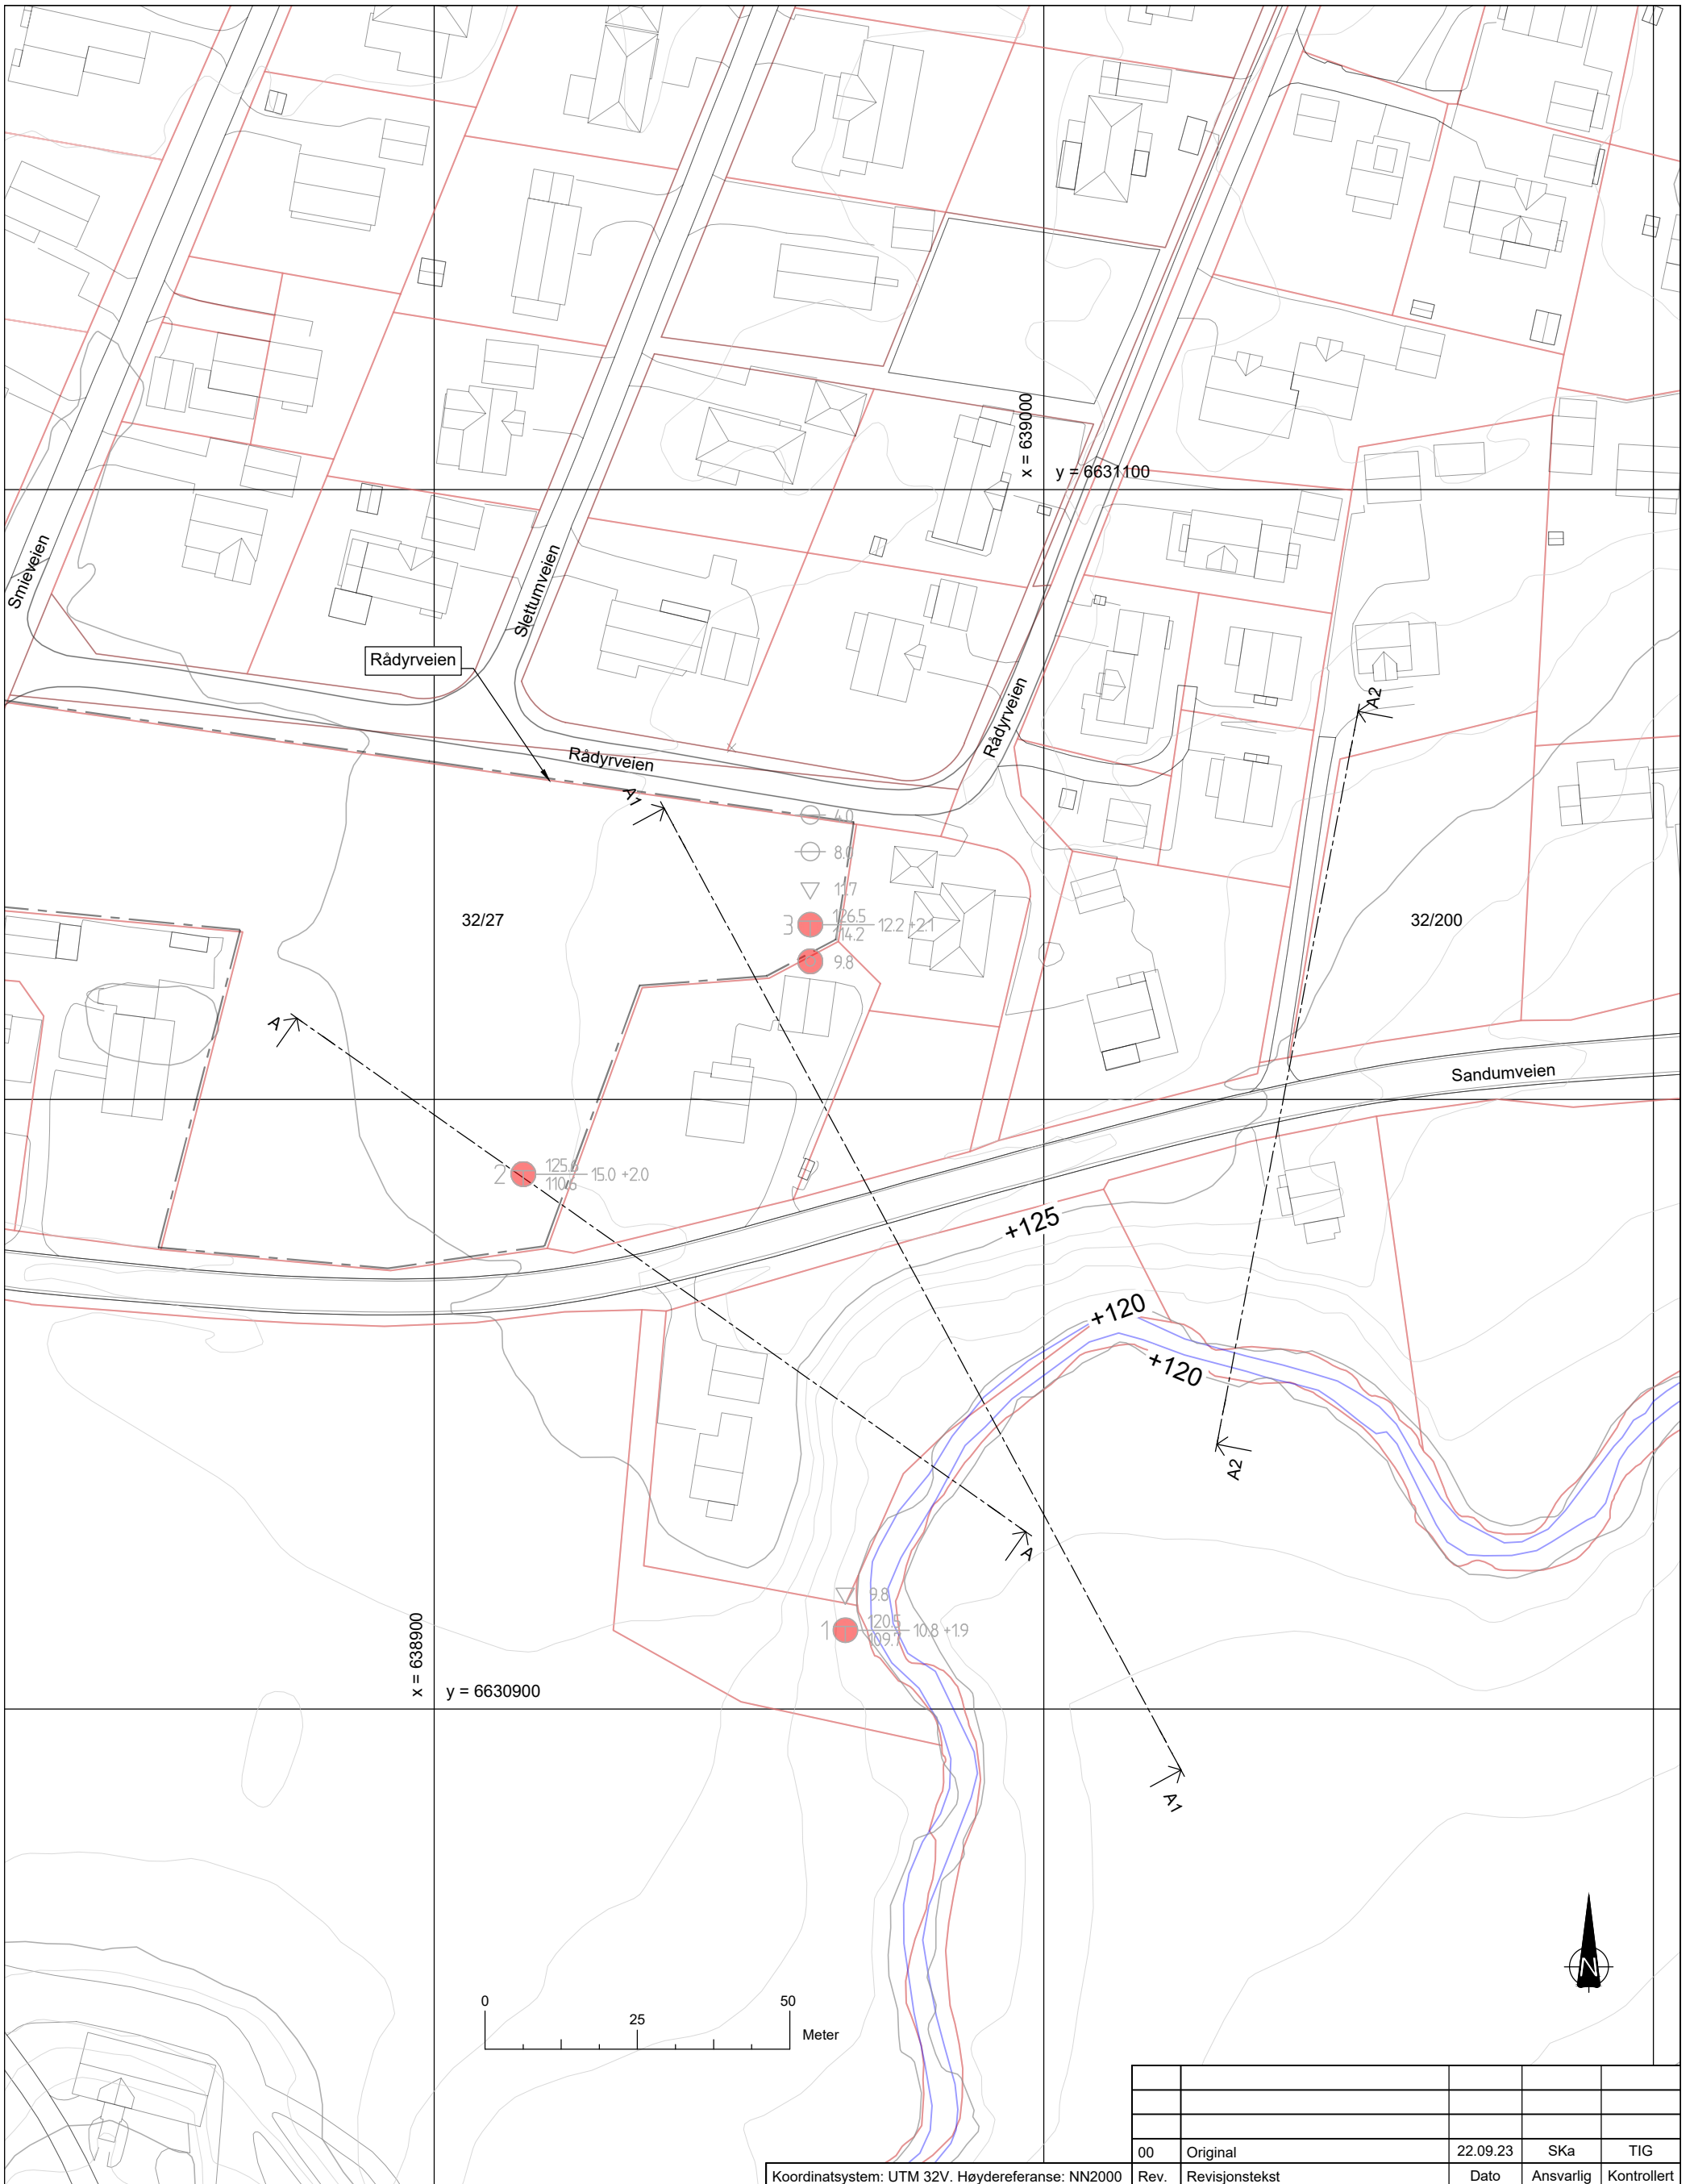 x = 639000
y = 6631100
Smieveien
Slettumveien
Rådyrveien
Rådyrveien
Rådyrveien
A2
A1
4.0
8.0
11.7
3
126.5
114.2
12.2 +2.1
9.8
32/27
32/200
A
Sandumveien
2
125.6
110.6
15.0 +2.0
+125
+120
+120
A2
A
9.8
1
120.5
109.7
10.8 +1.9
x = 638900
y = 6630900
A1
N
0
25
50
Meter
00 Original 22.09.23 SKa TIG
Koordinatsystem: UTM 32V. Høydereferanse: NN2000
Rev. Revisjonstekst Dato Ansvarlig Kontrollert